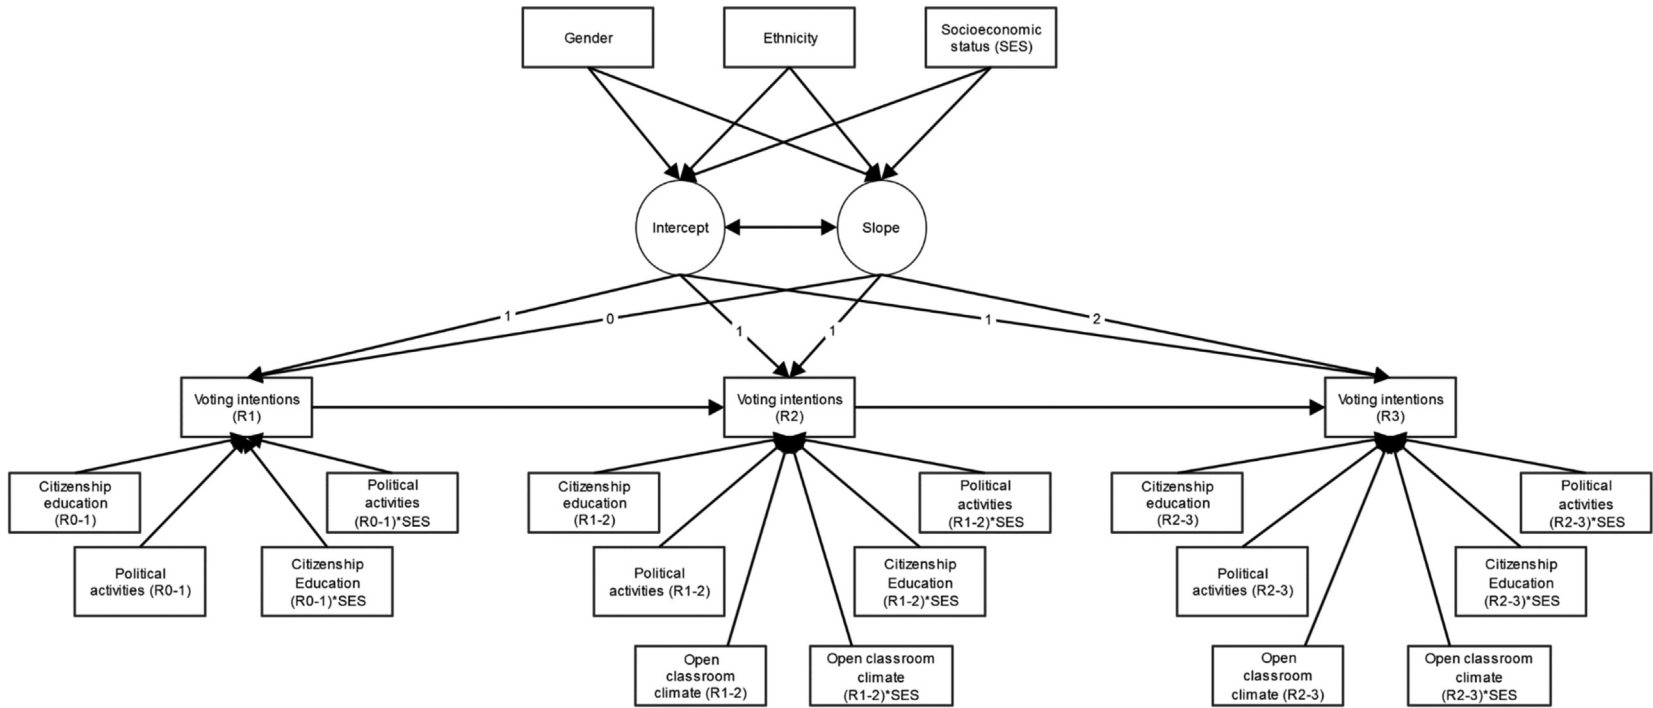 Gender
Ethnicity
Socioeconomic
status (SES)
Intercept
Slope
1
0
1
1
1
2
Voting intentions
(R1)
Voting intentions
(R2)
Voting intentions
(R3)
Citizenship
education
(R0-1)
Political
activities
(R0-1)*SES
Political
activities (R0-1)
Citizenship
Education
(R0-1)*SES
Citizenship
education
(R1-2)
Political
activities
(R1-2)*SES
Political
activities (R1-2)
Citizenship
Education
(R1-2)*SES
Open
classroom
climate (R1-2)
Open classroom
climate
(R1-2)*SES
Citizenship
education
(R2-3)
Political
activities
(R2-3)*SES
Political
activities (R2-3)
Citizenship
Education
(R2-3)*SES
Open
classroom
climate (R2-3)
Open classroom
climate
(R2-3)*SES